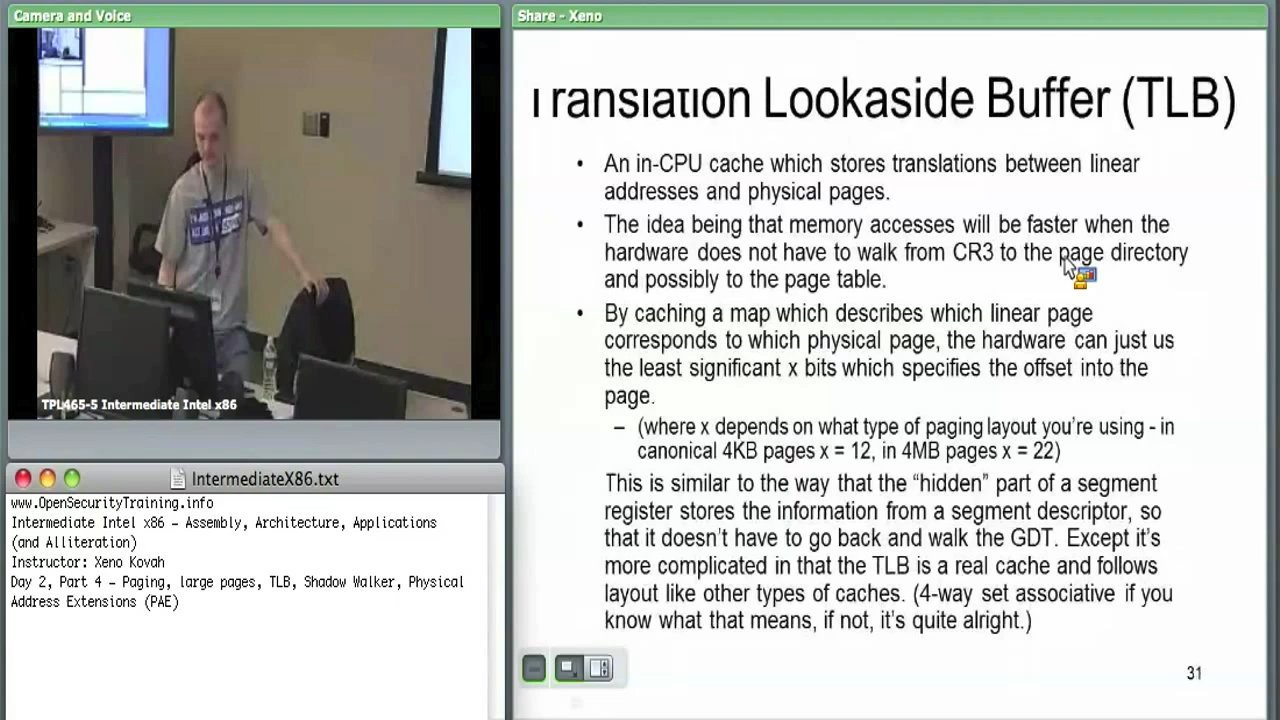 Camera and Voice
TPL465-5 Intermediate Intel x86
IntermediateX86.txt
www.OpenSecurityTraining.info
Intermediate Intel x86 – Assembly, Architecture, Applications
(and Alliteration)
Instructor: Xeno Kovah
Day 2, Part 4 – Paging, large pages, TLB, Shadow Walker, Physical
Address Extensions (PAE)
Share - Xeno
Translation Lookaside Buffer (TLB)
• An in-CPU cache which stores translations between linear
addresses and physical pages.
• The idea being that memory accesses will be faster when the
hardware does not have to walk from CR3 to the page directory
and possibly to the page table.
• By caching a map which describes which linear page
corresponds to which physical page, the hardware can just us
the least significant x bits which specifies the offset into the
page.
– (where x depends on what type of paging layout you're using - in
canonical 4KB pages x = 12, in 4MB pages x = 22)
This is similar to the way that the “hidden” part of a segment
register stores the information from a segment descriptor, so
that it doesn't have to go back and walk the GDT. Except it's
more complicated in that the TLB is a real cache and follows
layout like other types of caches. (4-way set associative if you
know what that means, if not, it's quite alright.)
31